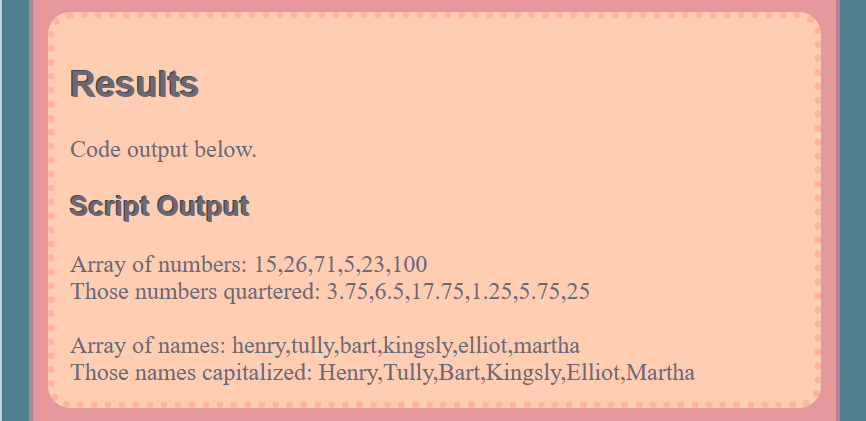 Results
Code output below.
Script Output
Array of numbers: 15,26,71,5,23,100
Those numbers quartered: 3.75,6.5,17.75,1.25,5.75,25
Array of names: henry,tully,bart,kingsly,elliot,martha
Those names capitalized: Henry,Tully,Bart,Kingsly,Elliot,Martha